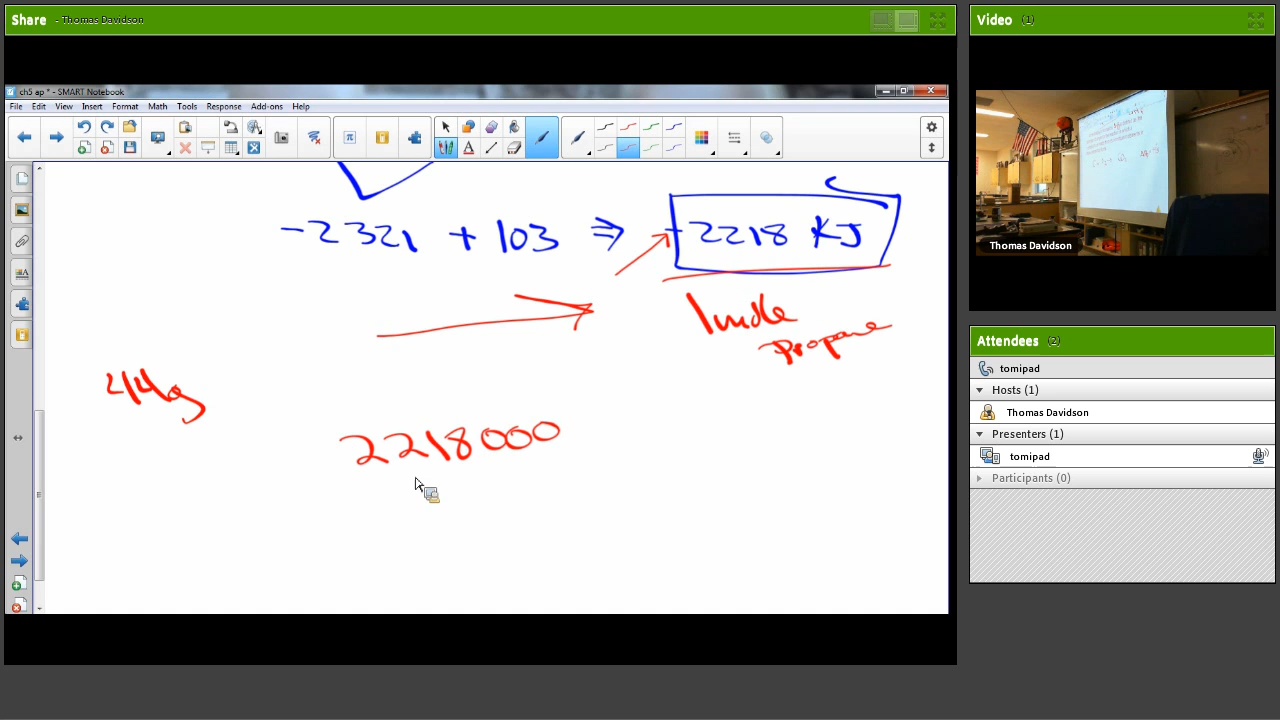 Share - Thomas Davidson
Video (1)
ch5 ap * - SMART Notebook
File Edit View Insert Format Math Tools Response Add-ons Help
-2321 + 103 ⇒ -2218 KJ
1 mole
Propane
44g
2218000
Thomas Davidson
Attendees (2)
tomipad
Hosts (1)
Thomas Davidson
Presenters (1)
tomipad
Participants (0)